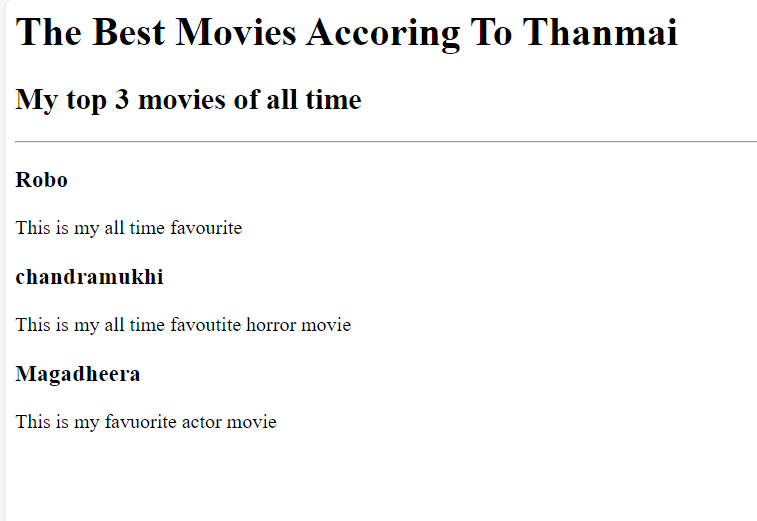 The Best Movies Accoring To Thanmai
My top 3 movies of all time
Robo
This is my all time favourite
chandramukhi
This is my all time favoutite horror movie
Magadheera
This is my favuorite actor movie